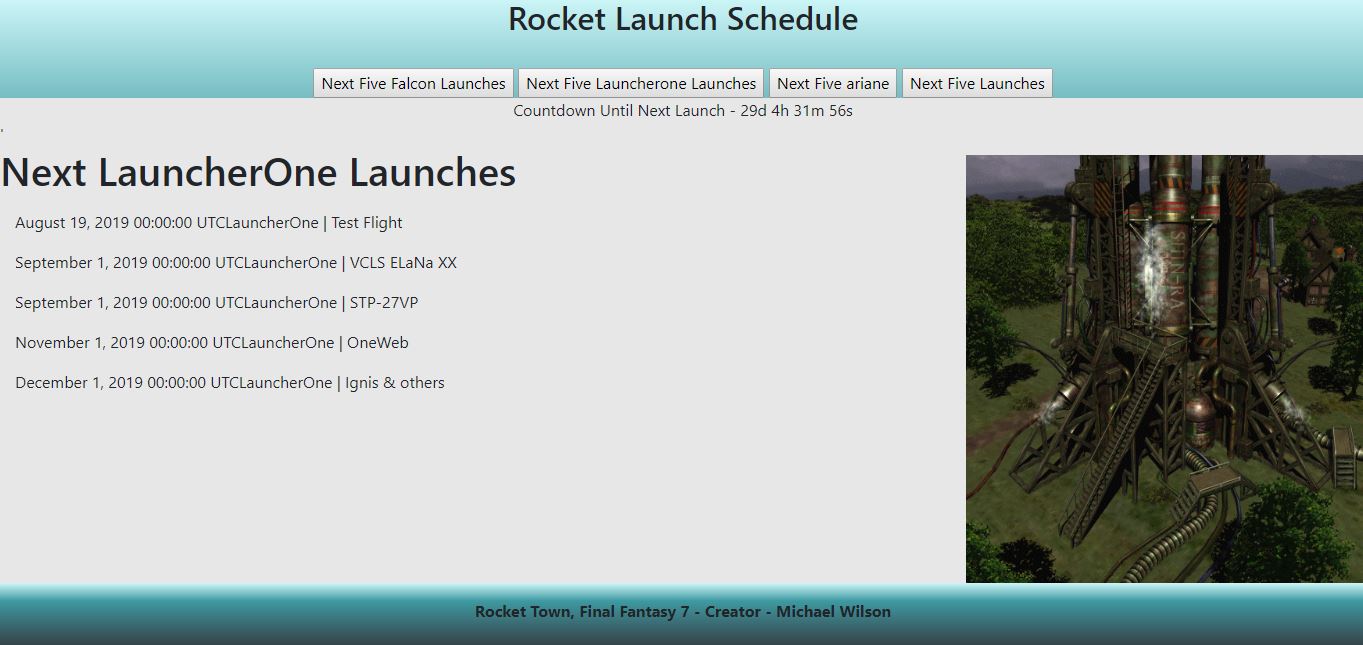 Rocket Launch Schedule
Next Five Falcon Launches Next Five Launcherone Launches Next Five ariane Next Five Launches
Countdown Until Next Launch - 29d 4h 31m 56s
'
Next LauncherOne Launches
August 19, 2019 00:00:00 UTCLauncherOne | Test Flight
September 1, 2019 00:00:00 UTCLauncherOne | VCLS ELaNa XX
September 1, 2019 00:00:00 UTCLauncherOne | STP-27VP
November 1, 2019 00:00:00 UTCLauncherOne | OneWeb
December 1, 2019 00:00:00 UTCLauncherOne | Ignis & others
SHIN-RA
Rocket Town, Final Fantasy 7 - Creator - Michael Wilson